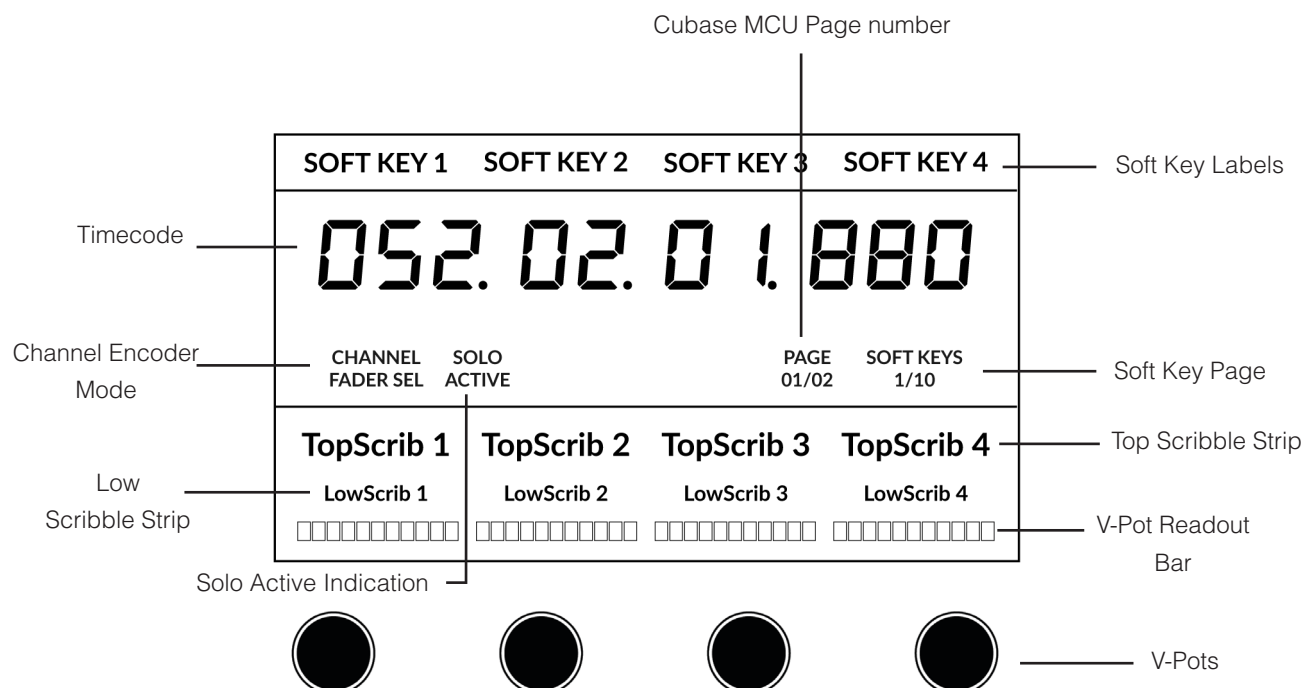 Cubase MCU Page number
SOFT KEY 1 SOFT KEY 2 SOFT KEY 3 SOFT KEY 4
Soft Key Labels
Timecode
052. 02. 01. 880
Channel Encoder
Mode
CHANNEL
FADER SEL
SOLO
ACTIVE
PAGE
01/02
SOFT KEYS
1/10
Soft Key Page
TopScrib 1 TopScrib 2 TopScrib 3 TopScrib 4
Top Scribble Strip
Low
Scribble Strip
LowScrib 1 LowScrib 2 LowScrib 3 LowScrib 4
V-Pot Readout
Bar
Solo Active Indication
V-Pots